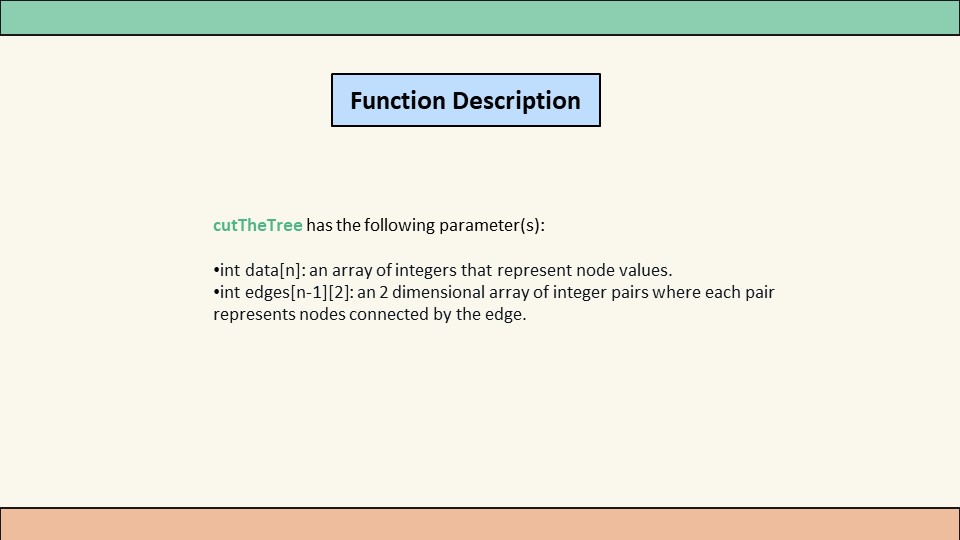 Function Description
cutTheTree has the following parameter(s):
•int data[n]: an array of integers that represent node values.
•int edges[n-1][2]: an 2 dimensional array of integer pairs where each pair
represents nodes connected by the edge.